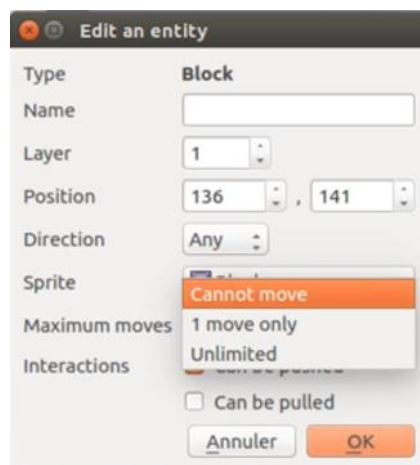 Edit an entity
Type Block
Name
Layer 1
Position 136 , 141
Direction Any
Sprite
Cannot move
Maximum moves 1 move only
Unlimited
Interactions
Can be pulled
Annuler OK